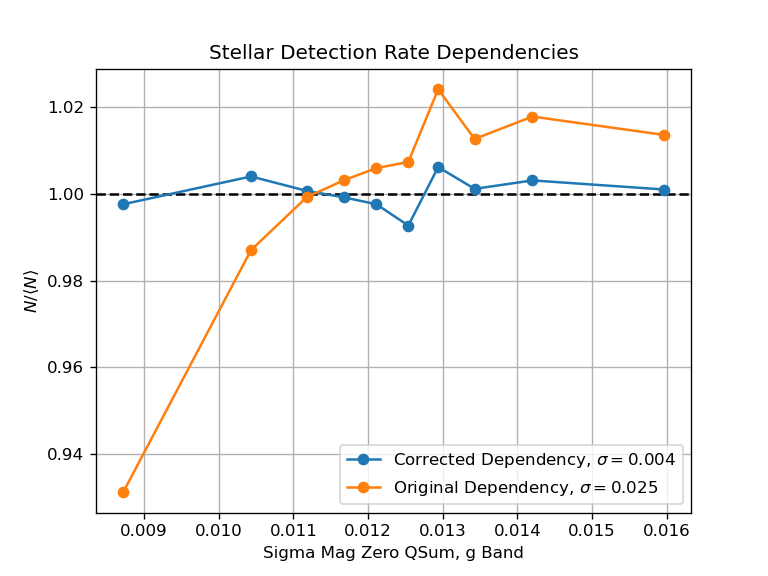 Stellar Detection Rate Dependencies
1.02
1.00
0.98
0.96
0.94
N/⟨N⟩
Corrected Dependency, σ = 0.004
Original Dependency, σ = 0.025
0.009 0.010 0.011 0.012 0.013 0.014 0.015 0.016
Sigma Mag Zero QSum, g Band